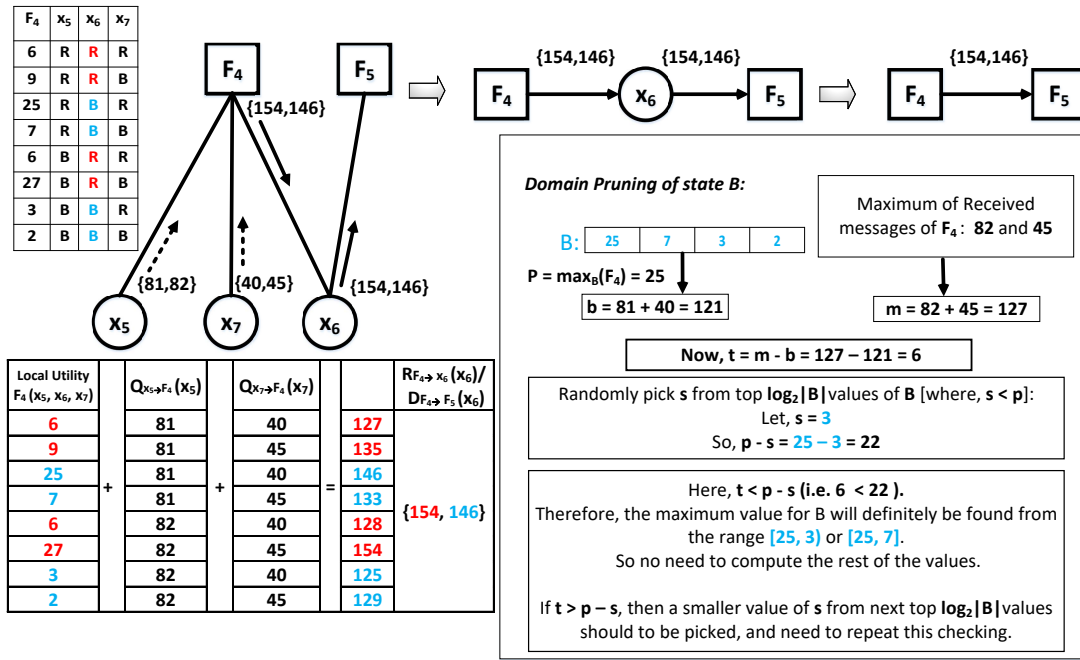 F4 x5 x6 x7
6 R R R
9 R R B
25 R B R
7 R B B
6 B R R
27 B R B
3 B B R
2 B B B
F4
F5
{154,146}
{81,82}
{40,45}
{154,146}
x5
x7
x6
{154,146}
{154,146}
F4
x6
F5
{154,146}
F4
F5
Domain Pruning of state B:
B: 25 7 3 2
P = maxB(F4) = 25
b = 81 + 40 = 121
Maximum of Received
messages of F4 : 82 and 45
m = 82 + 45 = 127
Now, t = m - b = 127 – 121 = 6
Randomly pick s from top log2|B| values of B [where, s < p]:
Let, s = 3
So, p - s = 25 – 3 = 22
Here, t < p - s (i.e. 6 < 22 ).
Therefore, the maximum value for B will definitely be found from
the range [25, 3) or [25, 7].
So no need to compute the rest of the values.
If t > p – s, then a smaller value of s from next top log2|B| values
should to be picked, and need to repeat this checking.
Local Utility
F4 (x5, x6, x7)
Qx5→F4 (x5)
Qx7→F4 (x7)
RF4→ x6 (x6)/
DF4→ F5 (x6)
6 81 40 127
9 81 45 135
25 81 40 146
7 + 81 + 45 = 133
{154, 146}
6 82 40 128
27 82 45 154
3 82 40 125
2 82 45 129